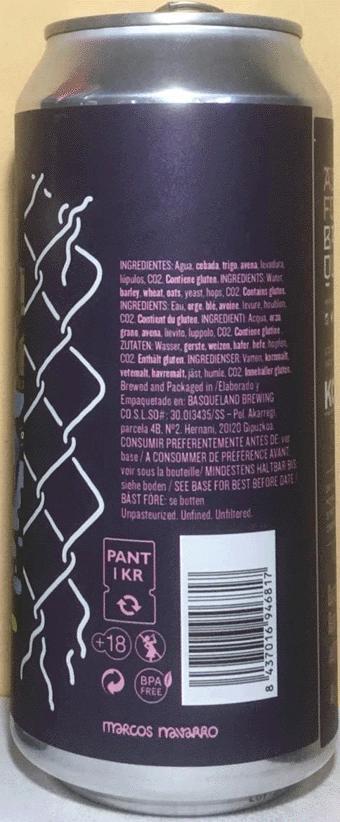 INGREDIENTES: Agua, cebada, trigo, avena, levadura,
lúpulos, CO2. Contiene gluten. INGREDIENTS: Water,
barley, wheat, oats, yeast, hops, CO2. Contains gluten.
INGREDIENTS: Eau, orge, blé, avoine, levure, houblon,
CO2. Contient du gluten. INGREDIENTI: Acqua, orzo,
grano, avena, lievito, luppolo, CO2. Contiene glutine.
ZUTATEN: Wasser, gerste, weizen, hafer, hefe, hopfen,
CO2. Enthält gluten. INGREDIENSER: Vatten, kornmalt,
vetemalt, havremalt, jäst, humle, CO2. Innehaller gluten.
Brewed and Packaged in /Elaborado y
Empaquetado en: BASQUELAND BREWING
CO.S.L.SO#: 30.013435/SS - Pol. Akarregi,
parcela 4B. Nº2. Hernani, 20120 Gipuzkoa.
CONSUMIR PREFERENTEMENTE ANTES DE: ver
base / A CONSOMMER DE PREFERENCE AVANT:
voir sous la bouteille / MINDESTENS HALTBAR BIS:
siehe boden / SEE BASE FOR BEST BEFORE DATE /
BÄST FÖRE: se botten
Unpasteurized. Unfined. Unfiltered.
PANT
1 KR
+18
BPA
FREE
8 437016 946817
MARCOS NAVARRO